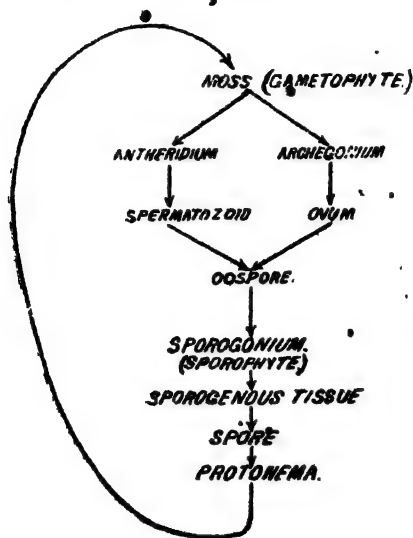 MOSS (GAMETOPHYTE.)
ANTHERIDIUM ARCHEGONIUM
SPERMATOZOID OVUM
OOSPORE.
SPOROGONIUM.
(SPOROPHYTE)
SPOROGENOUS TISSUE
SPORE
PROTONEMA.